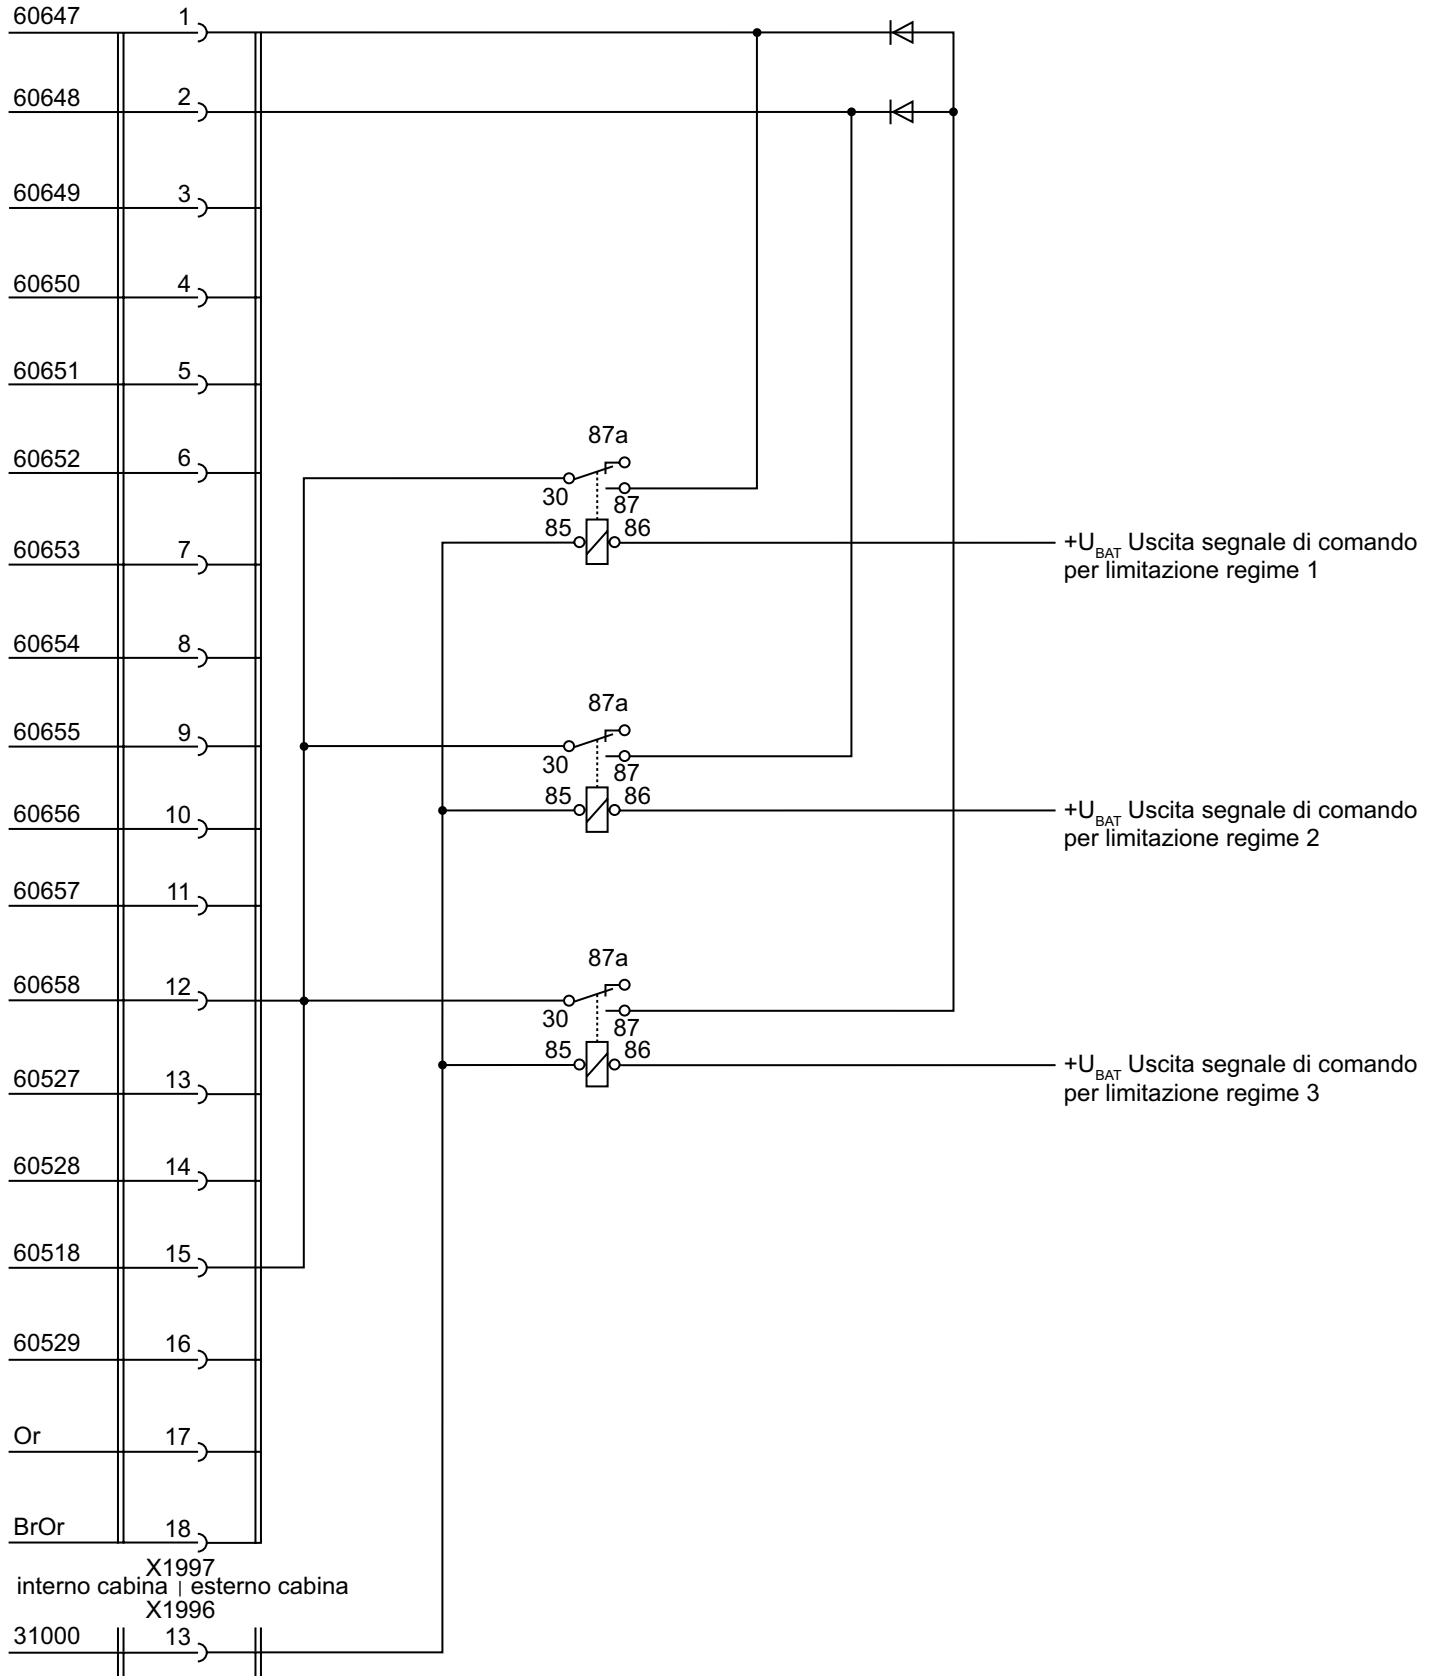 60647 1
60648 2
60649 3
60650 4
60651 5
87a
60652 6
30 87
85 86
60653 7
+UBAT Uscita segnale di comando
per limitazione regime 1
60654 8
87a
60655 9
30 87
85 86
60656 10
+UBAT Uscita segnale di comando
per limitazione regime 2
60657 11
87a
60658 12
30 87
85 86
60527 13
+UBAT Uscita segnale di comando
per limitazione regime 3
60528 14
60518 15
60529 16
Or 17
BrOr 18
X1997
interno cabina | esterno cabina
X1996
31000 13